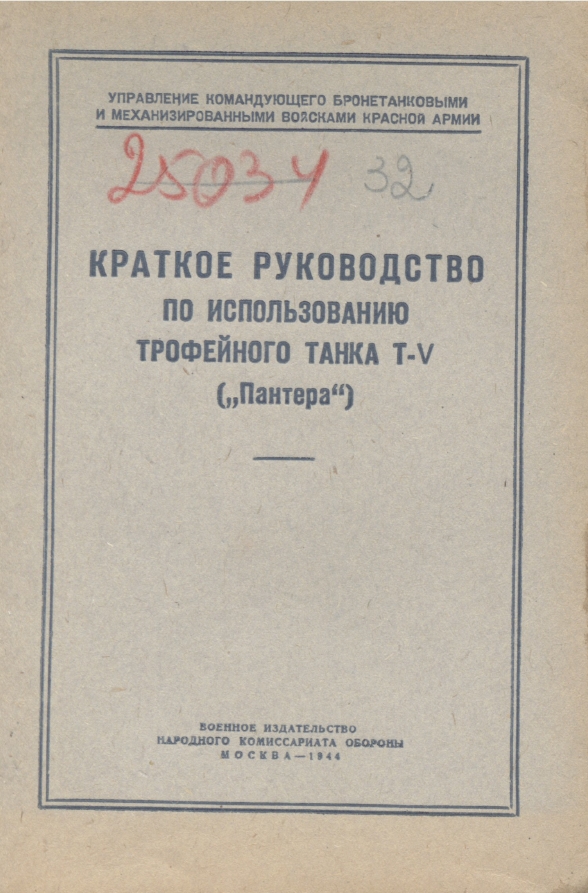 УПРАВЛЕНИЕ КОМАНДУЮЩЕГО БРОНЕТАНКОВЫМИ
И МЕХАНИЗИРОВАННЫМИ ВОЙСКАМИ КРАСНОЙ АРМИИ
25034 32
КРАТКОЕ РУКОВОДСТВО
ПО ИСПОЛЬЗОВАНИЮ
ТРОФЕЙНОГО ТАНКА Т-V
(„Пантера“)
ВОЕННОЕ ИЗДАТЕЛЬСТВО
НАРОДНОГО КОМИССАРИАТА ОБОРОНЫ
МОСКВА—1944